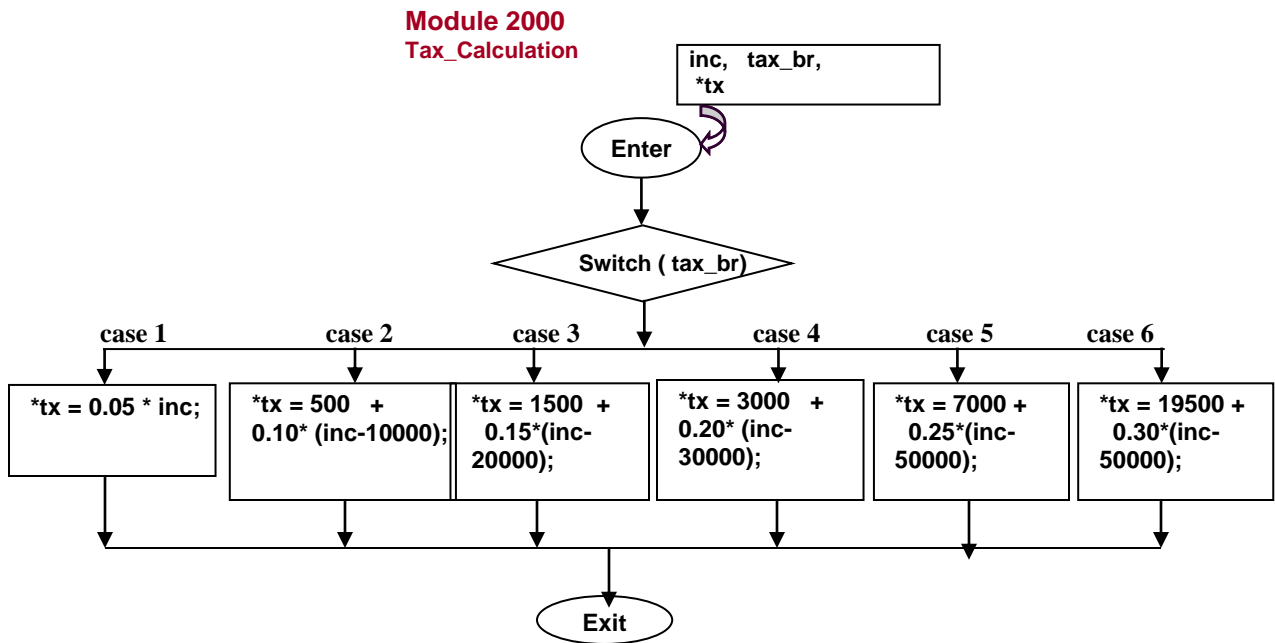 Module 2000
Tax_Calculation
inc, tax_br,
*tx
Enter
Switch ( tax_br)
case 1
case 2
case 3
case 4
case 5
case 6
*tx = 0.05 * inc;
*tx = 500 +
0.10* (inc-10000);
*tx = 1500 +
0.15*(inc-
20000);
*tx = 3000 +
0.20* (inc-
30000);
*tx = 7000 +
0.25*(inc-
50000);
*tx = 19500 +
0.30*(inc-
50000);
Exit